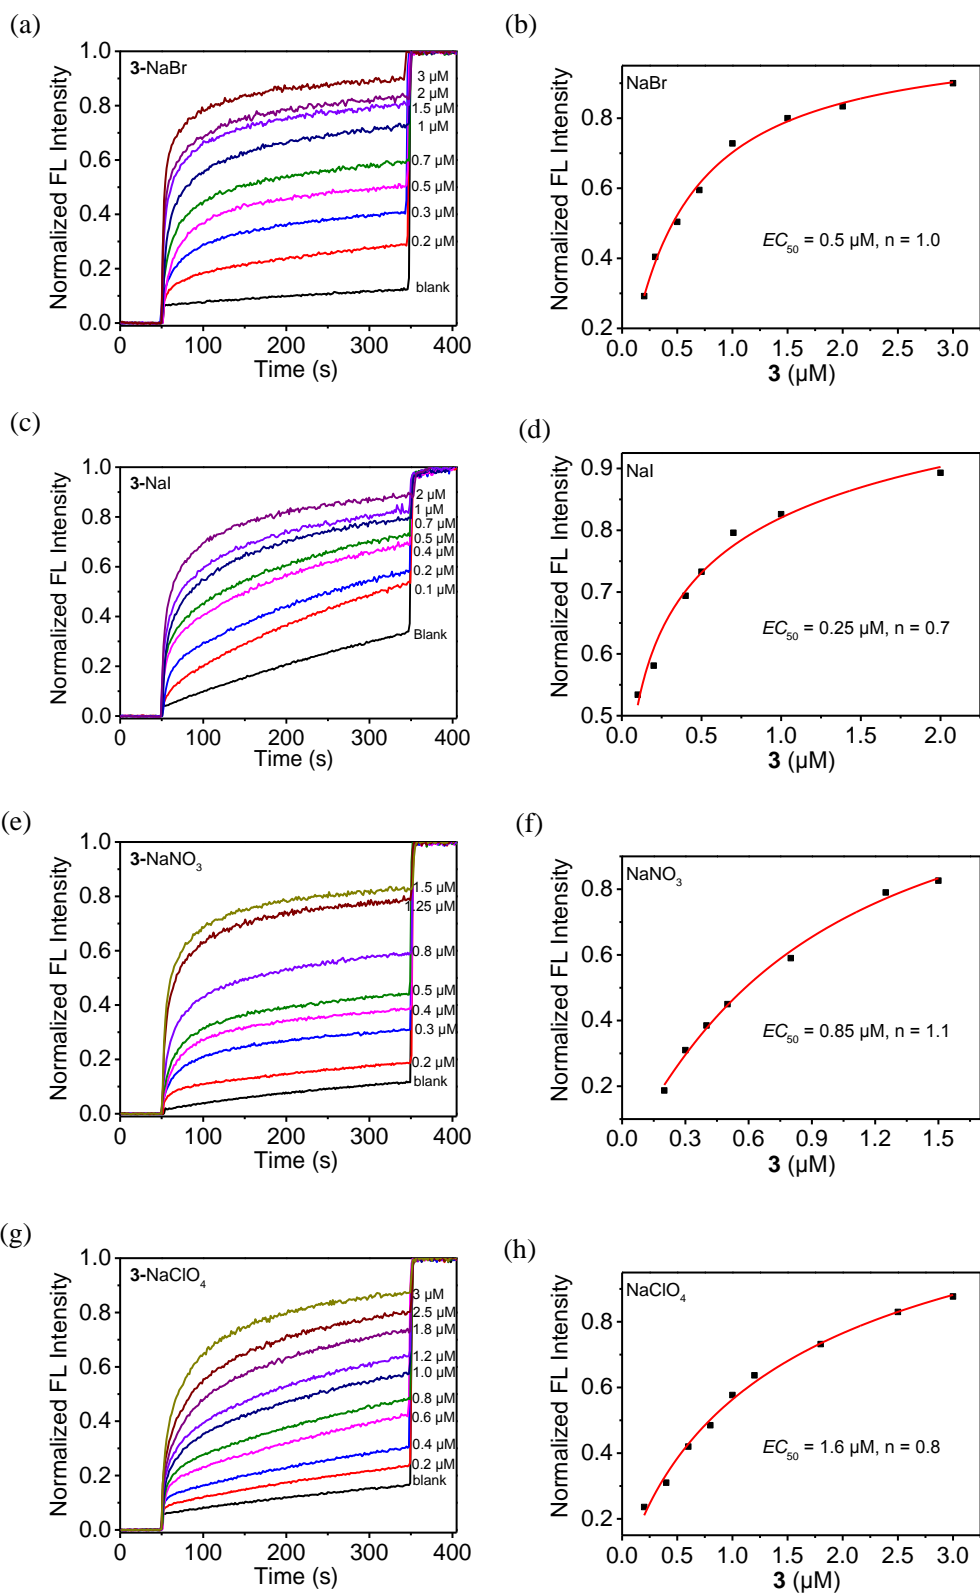 (a)
3-NaBr
Normalized FL Intensity
1.0
0.8
0.6
0.4
0.2
0.0
3 µM
2 µM
1.5 µM
1 µM
0.7 µM
0.5 µM
0.3 µM
0.2 µM
blank
0 100 200 300 400
Time (s)
(b)
NaBr
Normalized FL Intensity
0.8
0.6
0.4
0.2
EC50 = 0.5 µM, n = 1.0
0.0 0.5 1.0 1.5 2.0 2.5 3.0
3 (µM)
(c)
3-NaI
Normalized FL Intensity
1.0
0.8
0.6
0.4
0.2
0.0
2 µM
1 µM
0.7 µM
0.5 µM
0.4 µM
0.2 µM
0.1 µM
Blank
0 100 200 300 400
Time (s)
(d)
NaI
Normalized FL Intensity
0.9
0.8
0.7
0.6
0.5
EC50 = 0.25 µM, n = 0.7
0.0 0.5 1.0 1.5 2.0
3 (µM)
(e)
3-NaNO3
Normalized FL Intensity
1.0
0.8
0.6
0.4
0.2
0.0
1.5 µM
1.25 µM
0.8 µM
0.5 µM
0.4 µM
0.3 µM
0.2 µM
blank
0 100 200 300 400
Time (s)
(f)
NaNO3
Normalized FL Intensity
0.8
0.6
0.4
0.2
EC50 = 0.85 µM, n = 1.1
0.0 0.3 0.6 0.9 1.2 1.5
3 (µM)
(g)
3-NaClO4
Normalized FL Intensity
1.0
0.8
0.6
0.4
0.2
0.0
3 µM
2.5 µM
1.8 µM
1.2 µM
1.0 µM
0.8 µM
0.6 µM
0.4 µM
0.2 µM
blank
0 100 200 300 400
Time (s)
(h)
NaClO4
Normalized FL Intensity
0.8
0.6
0.4
0.2
EC50 = 1.6 µM, n = 0.8
0.0 0.5 1.0 1.5 2.0 2.5 3.0
3 (µM)